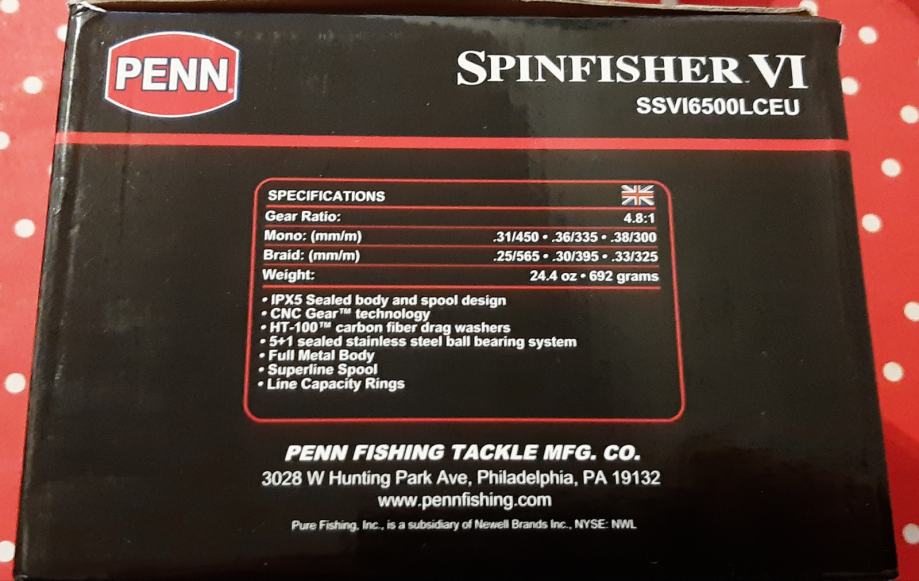 PENN
SPINFISHER VI
SSVI6500LCEU
SPECIFICATIONS
Gear Ratio: 4.8:1
Mono: (mm/m) .31/450 • .36/335 • .38/300
Braid: (mm/m) .25/565 • .30/395 • .33/325
Weight: 24.4 oz • 692 grams
• IPX5 Sealed body and spool design
• CNC Gear™ technology
• HT-100™ carbon fiber drag washers
• 5+1 sealed stainless steel ball bearing system
• Full Metal Body
• Superline Spool
• Line Capacity Rings
PENN FISHING TACKLE MFG. CO.
3028 W Hunting Park Ave, Philadelphia, PA 19132
www.pennfishing.com
Pure Fishing, Inc., is a subsidiary of Newell Brands Inc., NYSE: NWL